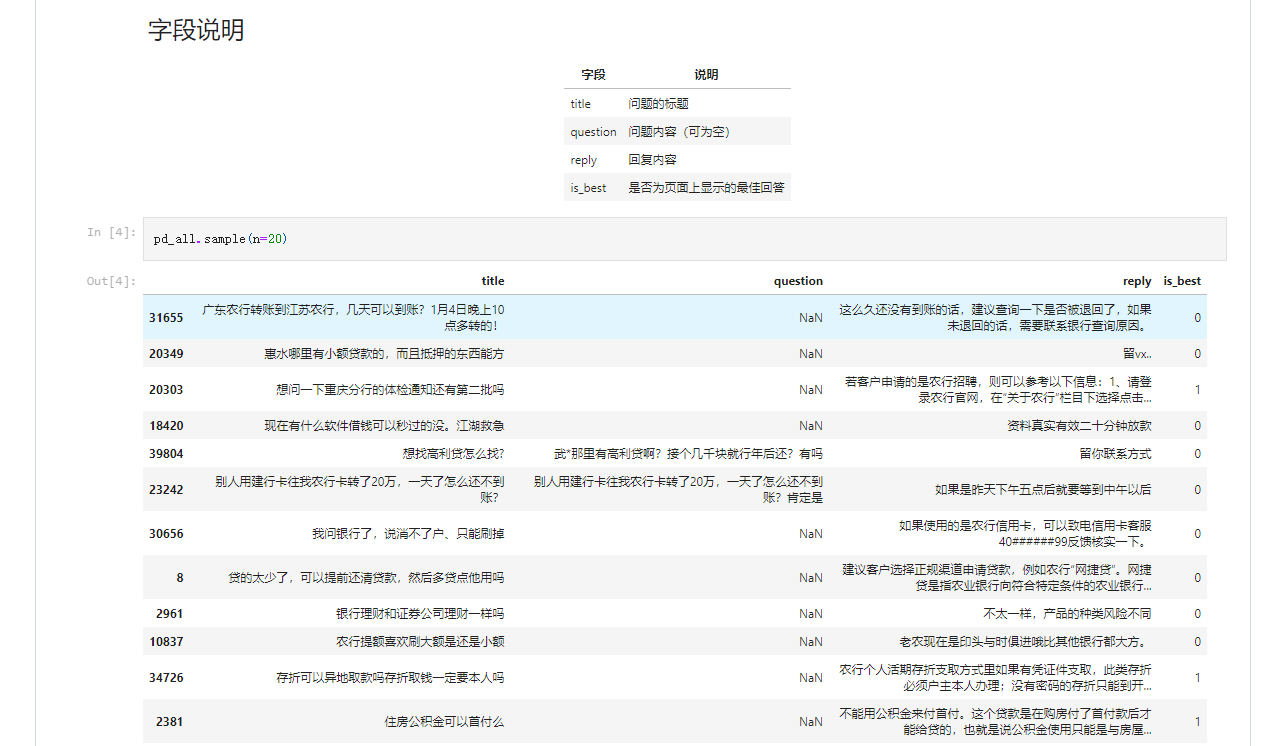 字段说明
字段 说明
title 问题的标题
question 问题内容（可为空）
reply 回复内容
is_best 是否为页面上显示的最佳回答
In [4]: pd_all.sample(n=20)
Out[4]:
title question reply is_best
31655 广东农行转账到江苏农行，几天可以到账？1月4日晚上10 NaN 这么久还没有到账的话，建议查询一下是否被退回了，如果 0
点多转的！ 未退回的话，需要联系银行查询原因。
20349 惠水哪里有小额贷款的，而且抵押的东西能方 NaN 留vx.. 0
20303 想问一下重庆分行的体检通知还有第二批吗 NaN 若客户申请的是农行招聘，则可以参考以下信息：1、请登 1
录农行官网，在“关于农行”栏目下选择点击...
18420 现在有什么软件借钱可以秒过的没。江湖救急 NaN 资料真实有效二十分钟放款 0
39804 想找高利贷怎么找? 武*那里有高利贷啊？接个几千块就行年后还？有吗 留你联系方式 0
23242 别人用建行卡往我农行卡转了20万，一天了怎么还不到 别人用建行卡往我农行卡转了20万，一天了怎么还不到 如果是昨天下午五点后就要等到中午以后 0
账？ 账？肯定是
30656 我问银行了，说消不了户、只能刷掉 NaN 如果使用的是农行信用卡，可以致电信用卡客服 0
40######99反馈核实一下。
8 贷的太少了，可以提前还清贷款，然后多贷点他用吗 NaN 建议客户选择正规渠道申请贷款，例如农行“网捷贷”。网捷 0
贷是指农业银行向符合特定条件的农业银行...
2961 银行理财和证券公司理财一样吗 NaN 不太一样，产品的种类风险不同 0
10837 农行提额喜欢刷大额是还是小额 NaN 老农现在是印头与时俱进哦比其他银行都大方。 0
34726 存折可以异地取款吗存折取钱一定要本人吗 NaN 农行个人活期存折支取方式里如果有凭证件支取，此类存折 1
必须户主本人办理；没有密码的存折只能到开...
2381 住房公积金可以首付么 NaN 不能用公积金来付首付。这个贷款是在购房付了首付款后才 1
能给贷的，也就是说公积金使用只能是与房屋...